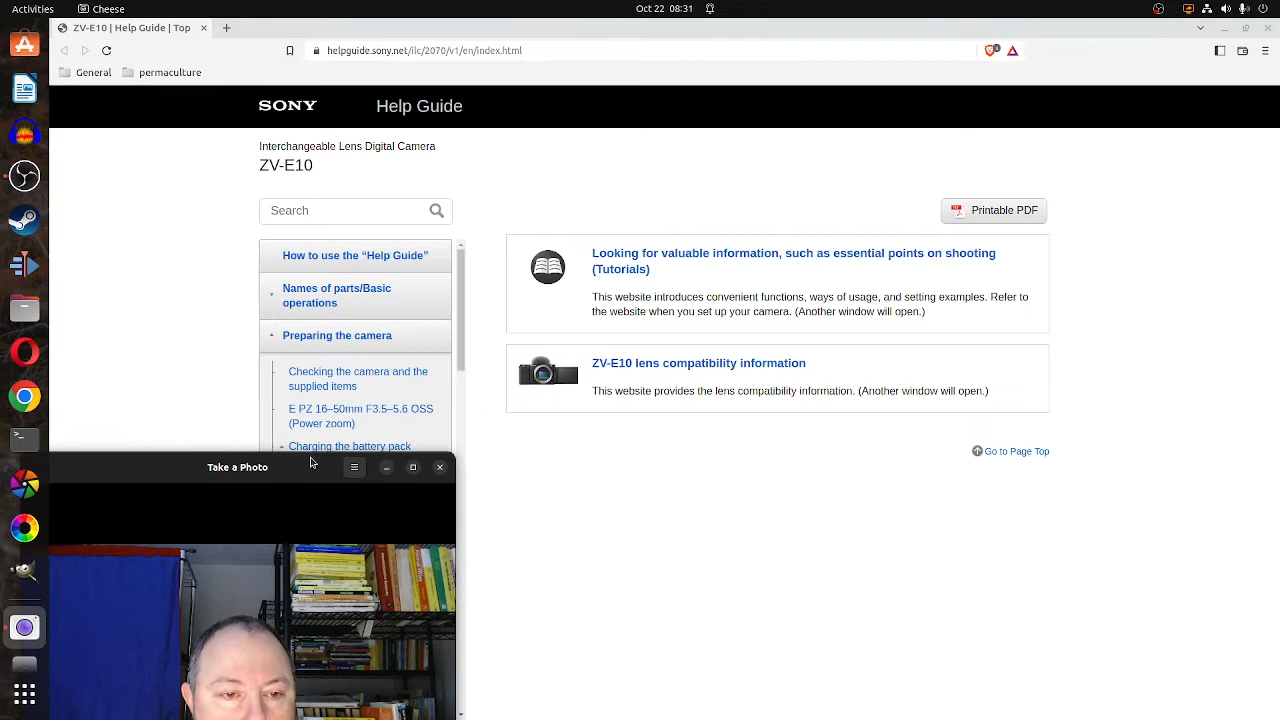 Activities
Cheese
Oct 22 08:31
ZV-E10 | Help Guide | Top
helpguide.sony.net/ilc/2070/v1/en/index.html
General
permaculture
SONY
Help Guide
Interchangeable Lens Digital Camera
ZV-E10
Search
Printable PDF
How to use the “Help Guide”
Names of parts/Basic
operations
Preparing the camera
Checking the camera and the
supplied items
E PZ 16–50mm F3.5–5.6 OSS
(Power zoom)
Charging the battery pack
Looking for valuable information, such as essential points on shooting
(Tutorials)
This website introduces convenient functions, ways of usage, and setting examples. Refer to
the website when you set up your camera. (Another window will open.)
ZV-E10 lens compatibility information
This website provides the lens compatibility information. (Another window will open.)
Go to Page Top
Take a Photo